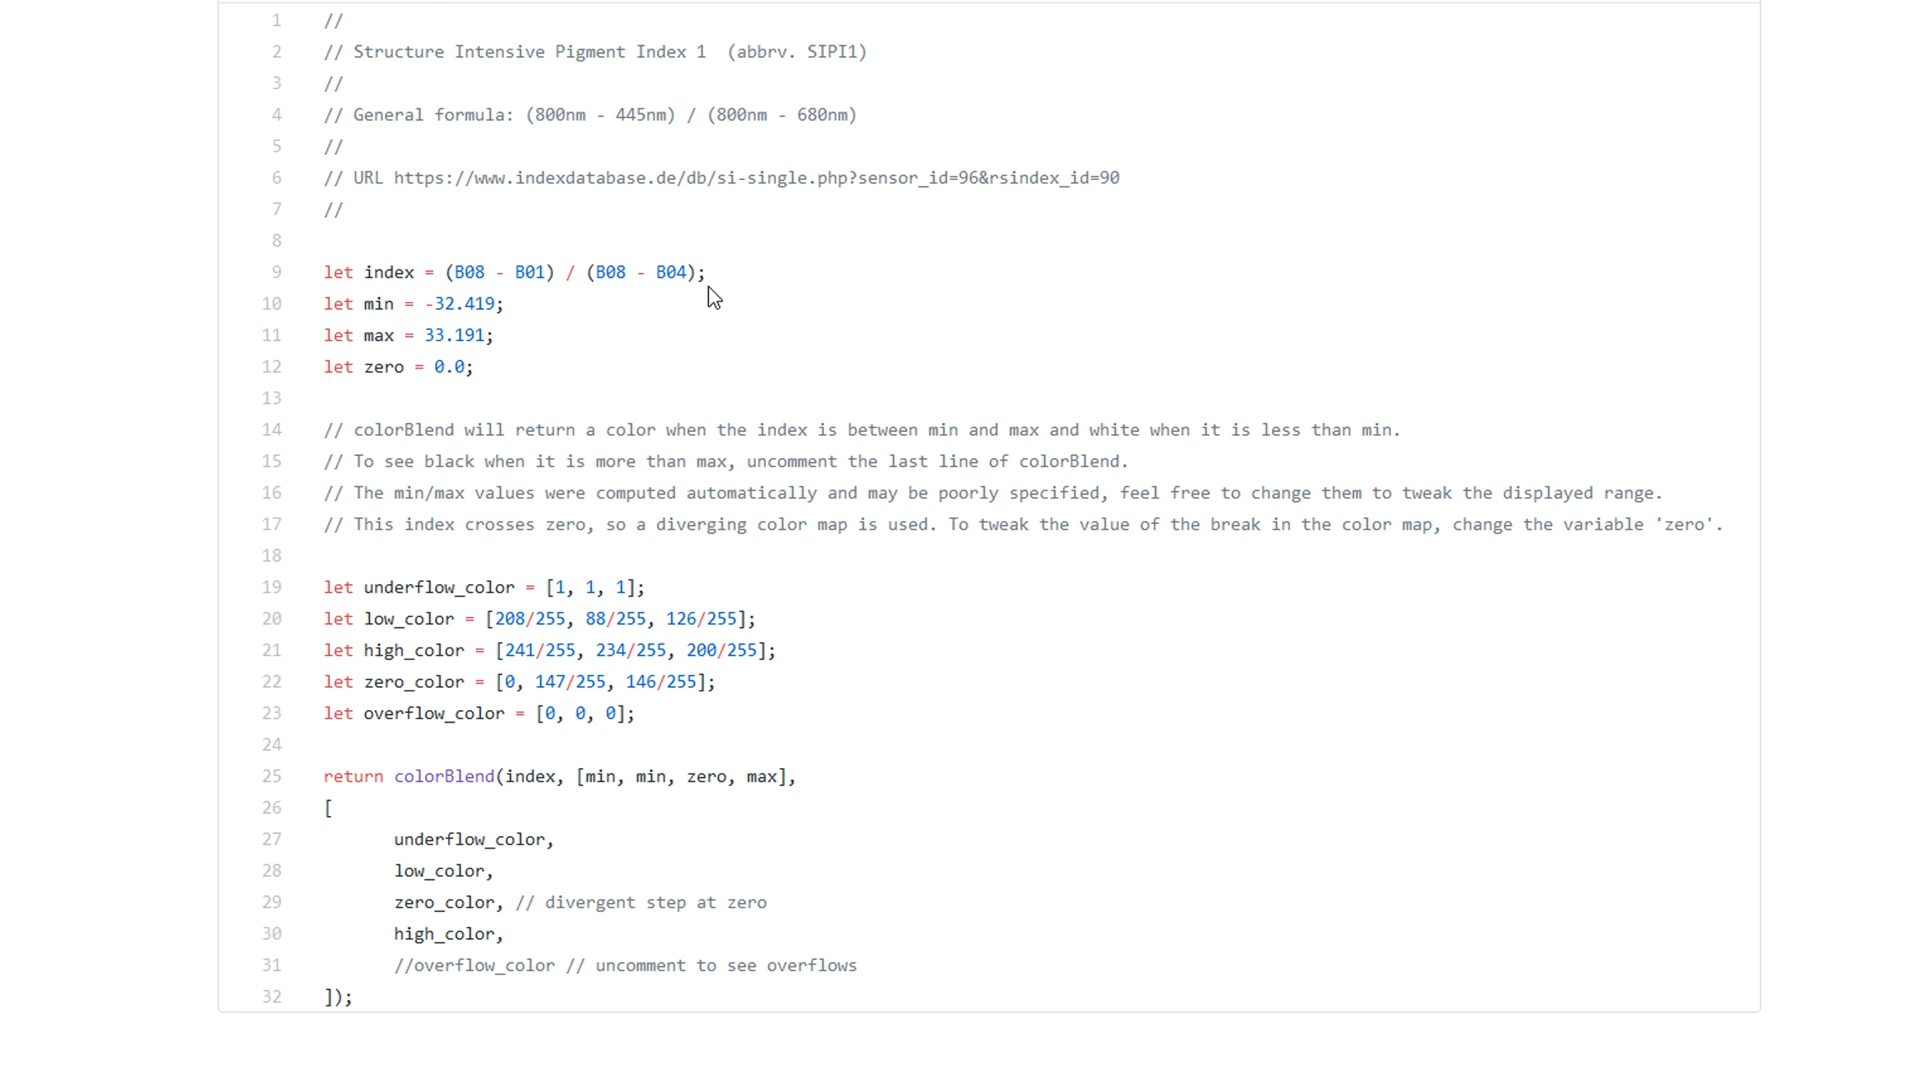 1 //
2 // Structure Intensive Pigment Index 1  (abbrv. SIPI1)
3 //
4 // General formula: (800nm - 445nm) / (800nm - 680nm)
5 //
6 // URL https://www.indexdatabase.de/db/si-single.php?sensor_id=96&rsindex_id=90
7 //
8
9 let index = (B08 - B01) / (B08 - B04);
10 let min = -32.419;
11 let max = 33.191;
12 let zero = 0.0;
13
14 // colorBlend will return a color when the index is between min and max and white when it is less than min.
15 // To see black when it is more than max, uncomment the last line of colorBlend.
16 // The min/max values were computed automatically and may be poorly specified, feel free to change them to tweak the displayed range.
17 // This index crosses zero, so a diverging color map is used. To tweak the value of the break in the color map, change the variable 'zero'.
18
19 let underflow_color = [1, 1, 1];
20 let low_color = [208/255, 88/255, 126/255];
21 let high_color = [241/255, 234/255, 200/255];
22 let zero_color = [0, 147/255, 146/255];
23 let overflow_color = [0, 0, 0];
24
25 return colorBlend(index, [min, min, zero, max],
26 [
27        underflow_color,
28        low_color,
29        zero_color, // divergent step at zero
30        high_color,
31        //overflow_color // uncomment to see overflows
32 ]);